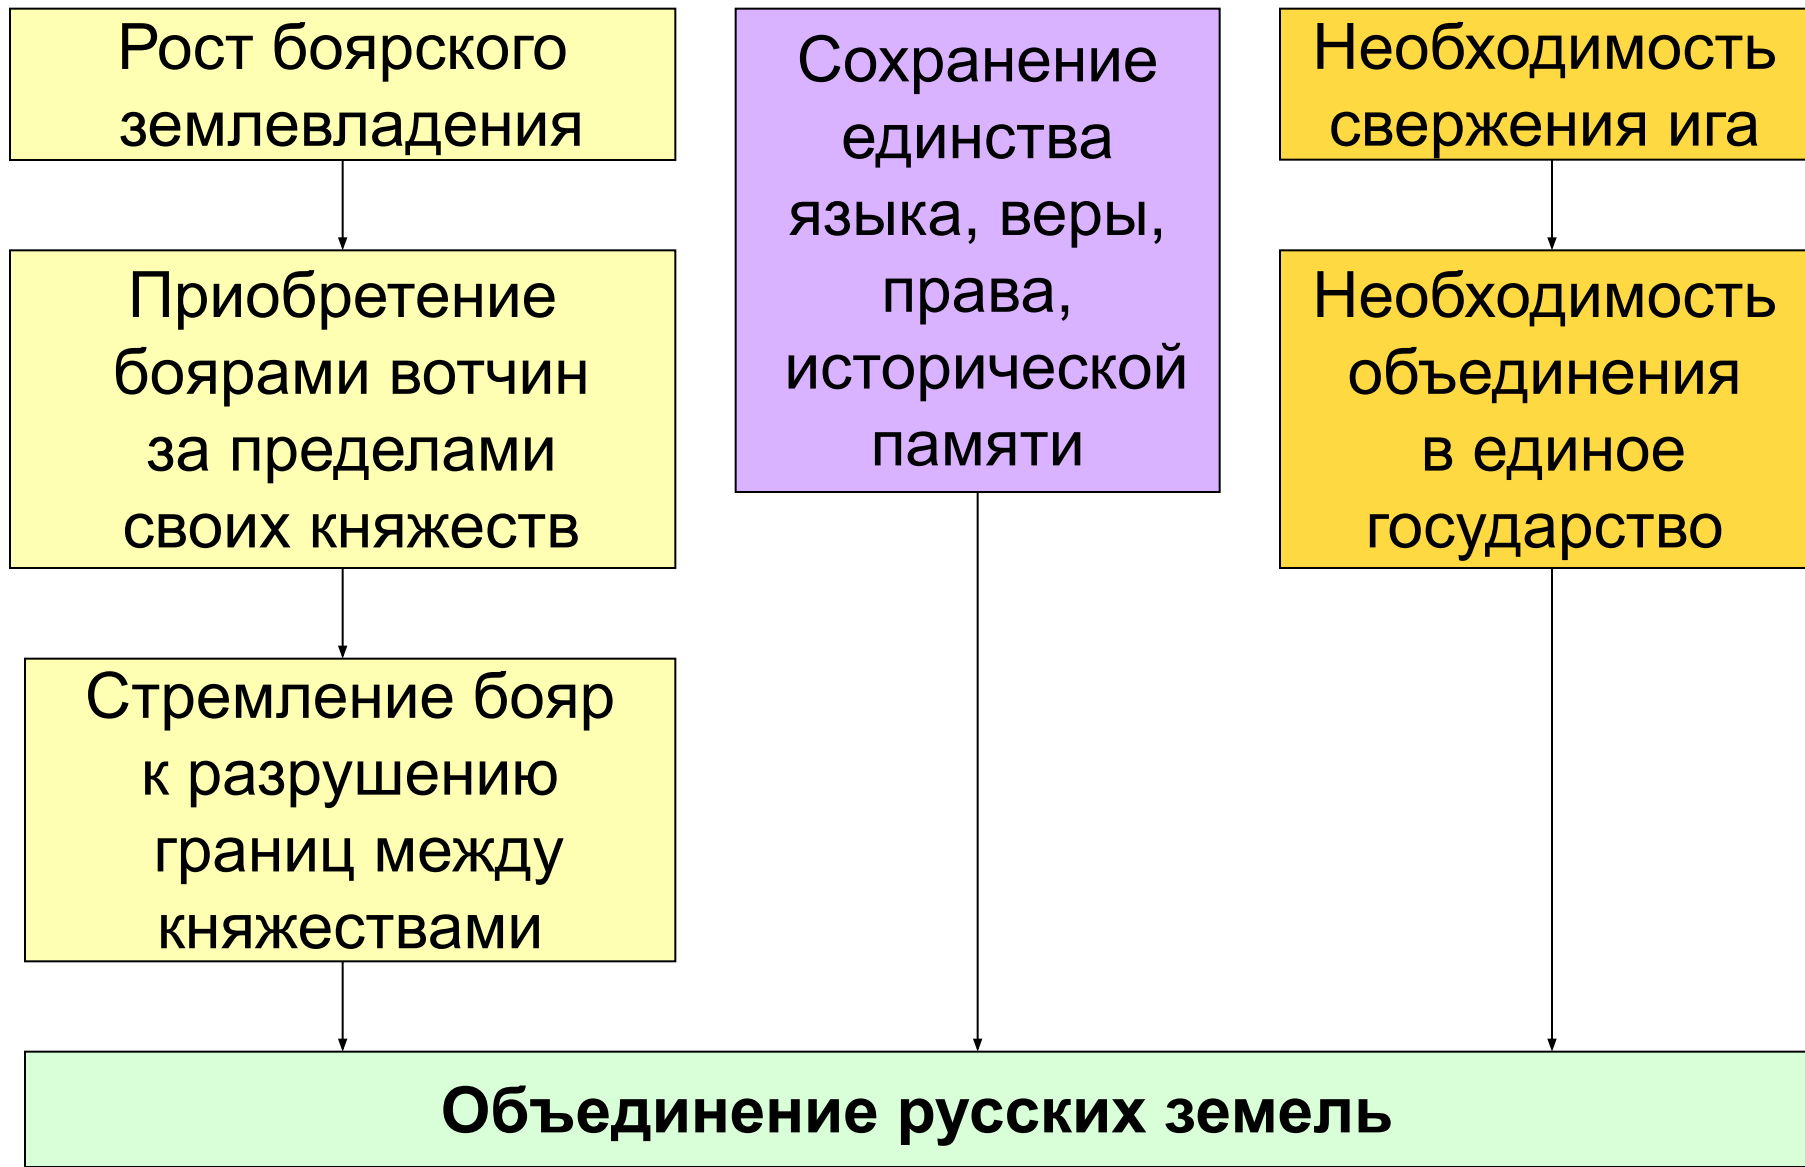 Рост боярского
землевладения
Приобретение
боярами вотчин
за пределами
своих княжеств
Стремление бояр
к разрушению
границ между
княжествами
Сохранение
единства
языка, веры,
права,
исторической
памяти
Необходимость
свержения ига
Необходимость
объединения
в единое
государство
Объединение русских земель